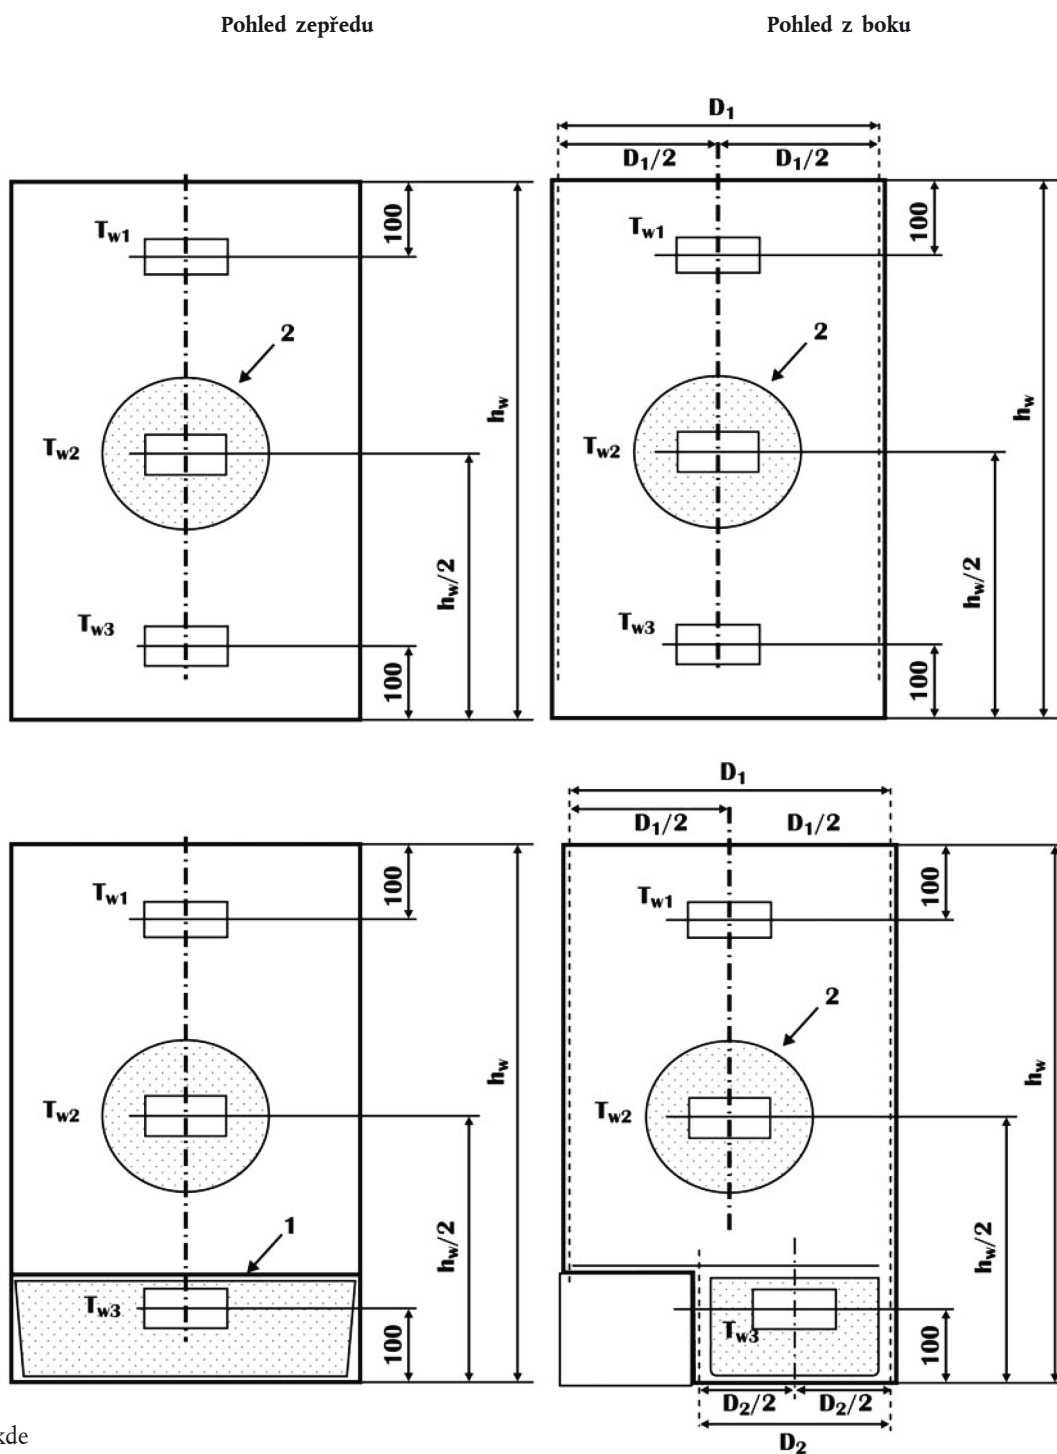 Pohled zepředu
Pohled z boku
D1
D1/2 D1/2
Tw1
100
2
hw
Tw2
hw/2
Tw3
100
Tw1
100
2
hw
Tw2
hw/2
Tw3
100
D1
D1/2 D1/2
Tw1
100
hw
Tw2
hw/2
1
Tw3
100
Tw1
100
2
hw
Tw2
hw/2
Tw3
100
D2/2 D2/2
D2
kde